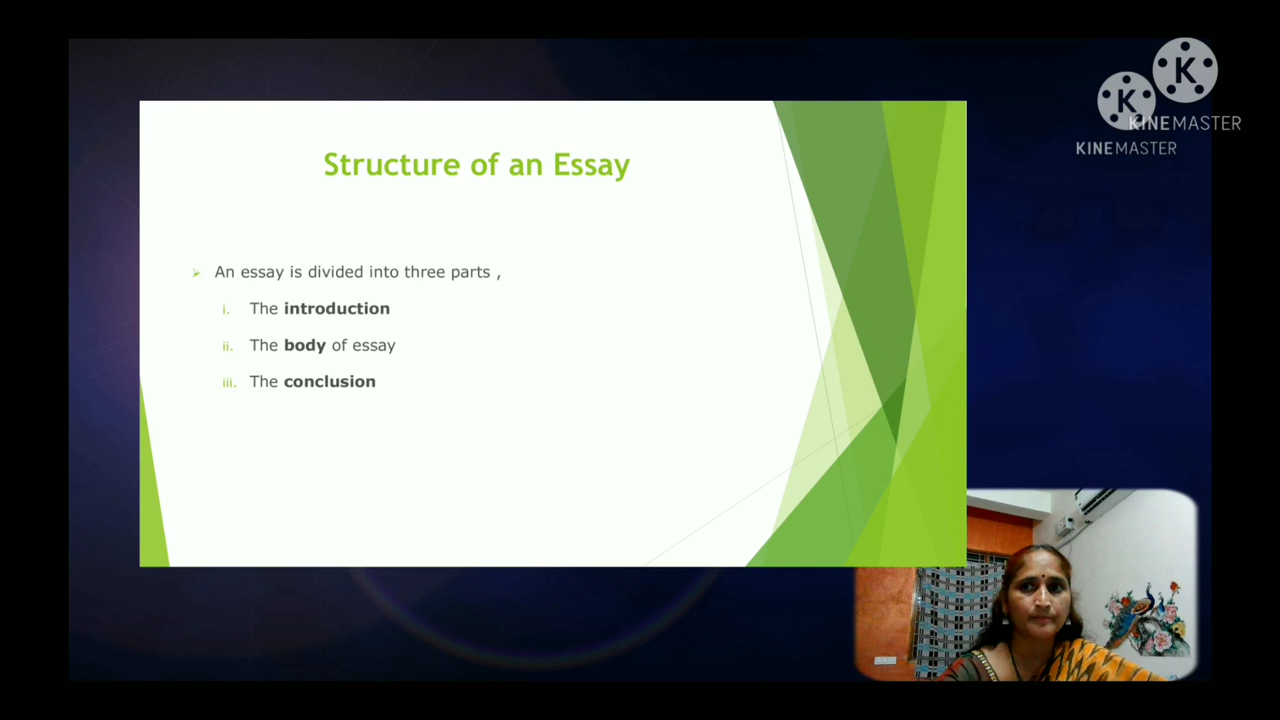 K
K
KINEMASTER
KINEMASTER
Structure of an Essay
An essay is divided into three parts ,
i. The introduction
ii. The body of essay
iii. The conclusion